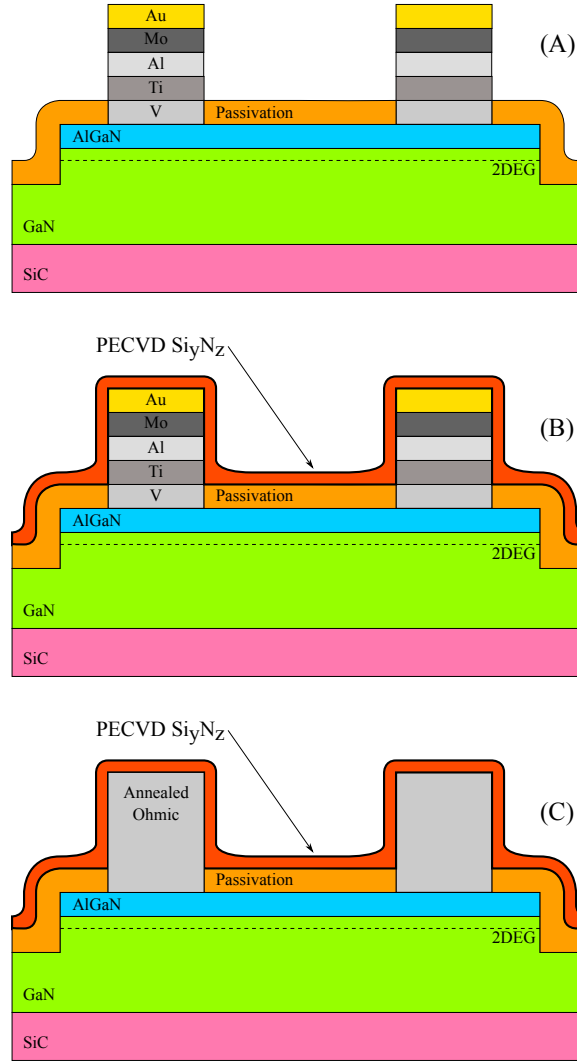 Au
Mo
Al
Ti
V
Passivation
AlGaN
2DEG
GaN
SiC
(A)
PECVD SiyNz
Au
Mo
Al
Ti
V
Passivation
AlGaN
2DEG
GaN
SiC
(B)
PECVD SiyNz
Annealed
Ohmic
Passivation
AlGaN
2DEG
GaN
SiC
(C)